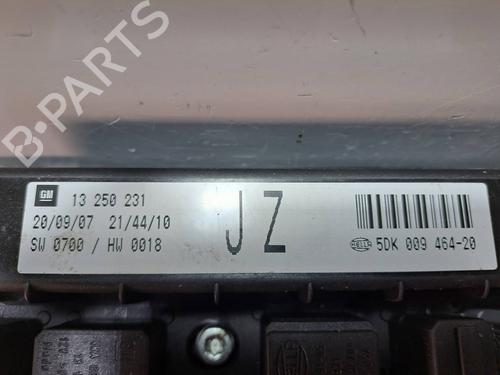 B-PARTS
GM 13 250 231
20/09/07 21/44/10
SW 0700 / HW 0018
JZ
HELLA 5DK 009 464-20